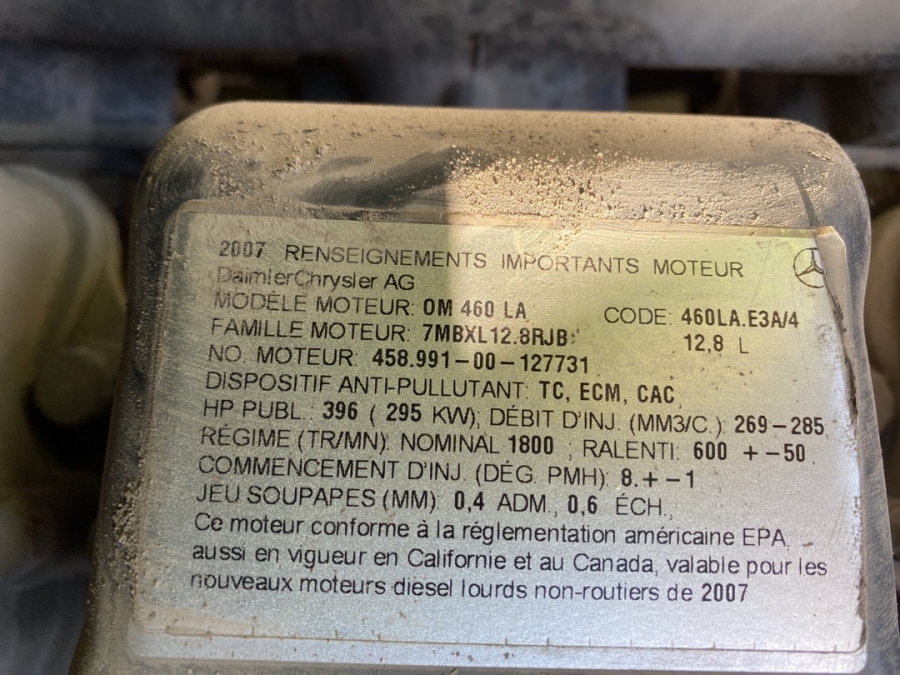 2007 RENSEIGNEMENTS IMPORTANTS MOTEUR
DaimlerChrysler AG
MODÈLE MOTEUR: OM 460 LA CODE: 460LA.E3A/4
FAMILLE MOTEUR: 7MBXL12.8RJB 12,8 L
NO. MOTEUR: 458.991-00-127731
DISPOSITIF ANTI-PULLUTANT: TC, ECM, CAC
HP PUBL.: 396 ( 295 KW), DÉBIT D'INJ. (MM3/C.): 269-285,
RÉGIME (TR/MN): NOMINAL 1800 ; RALENTI: 600 +-50
COMMENCEMENT D'INJ. (DÉG. PMH): 8.+-1
JEU SOUPAPES (MM): 0,4 ADM., 0,6 ÉCH.,
Ce moteur conforme à la réglementation américaine EPA,
aussi en vigueur en Californie et au Canada, valable pour les
nouveaux moteurs diesel lourds non-routiers de 2007